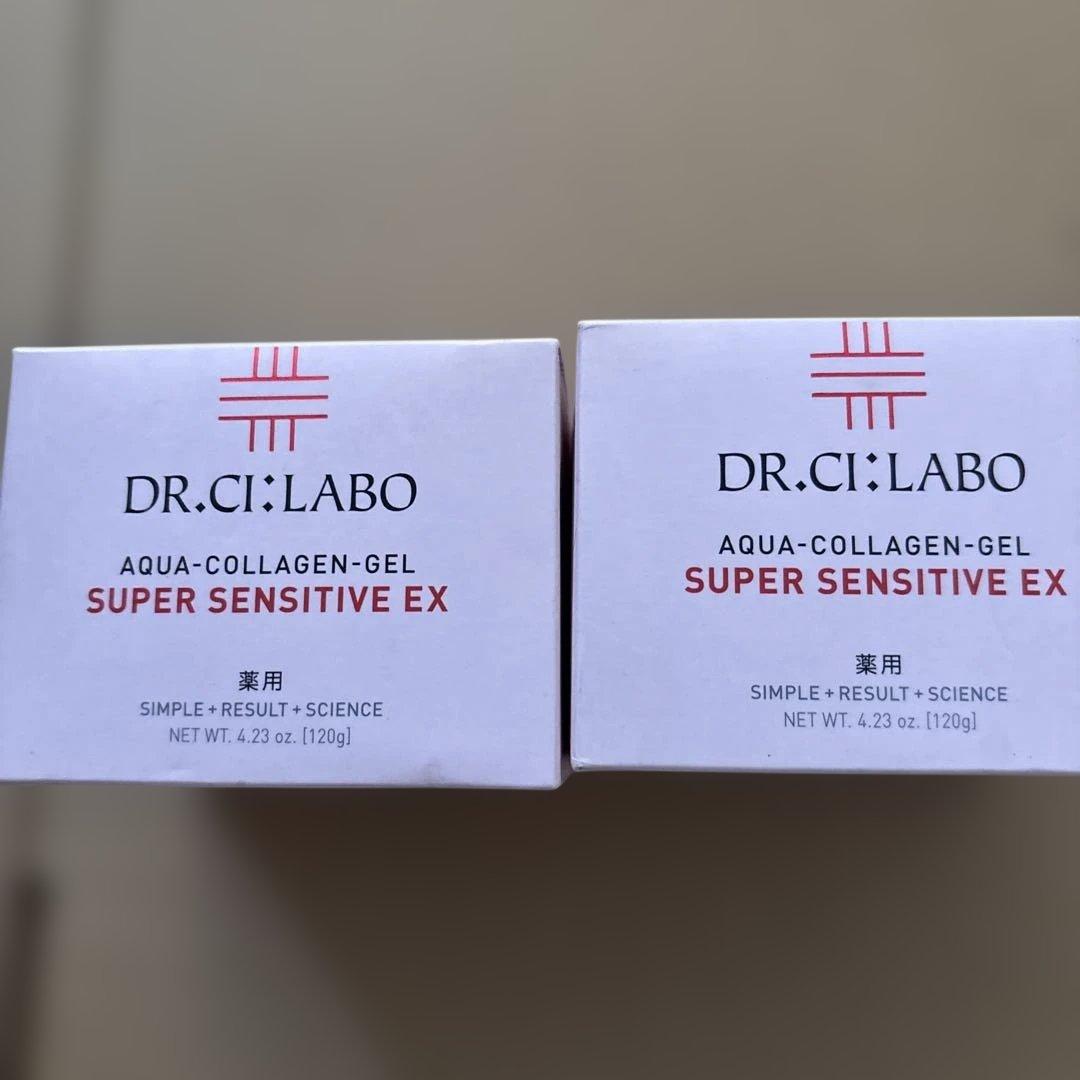 DR.CI:LABO
AQUA-COLLAGEN-GEL
SUPER SENSITIVE EX
薬用
SIMPLE+RESULT+SCIENCE
NET WT. 4.23 oz. [120g]
DR.CI:LABO
AQUA-COLLAGEN-GEL
SUPER SENSITIVE EX
薬用
SIMPLE+RESULT+SCIENCE
NET WT. 4.23 oz. [120g]